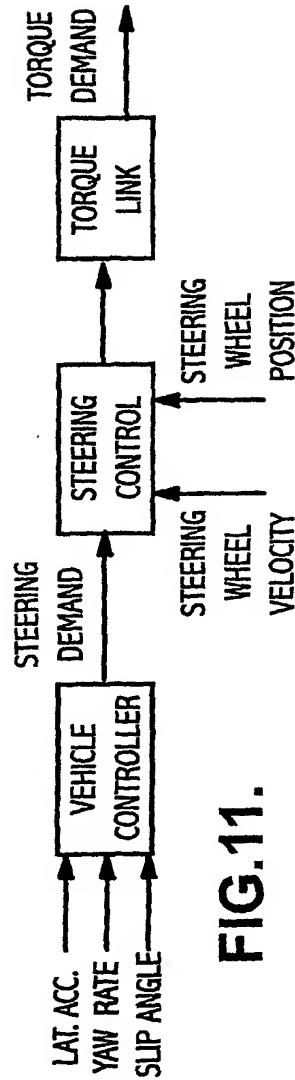 LAT. ACC.
YAW RATE
SLIP ANGLE
VEHICLE
CONTROLLER
STEERING
DEMAND
STEERING
CONTROL
STEERING
WHEEL
VELOCITY
STEERING
WHEEL
POSITION
TORQUE
LINK
TORQUE
DEMAND
FIG.11.